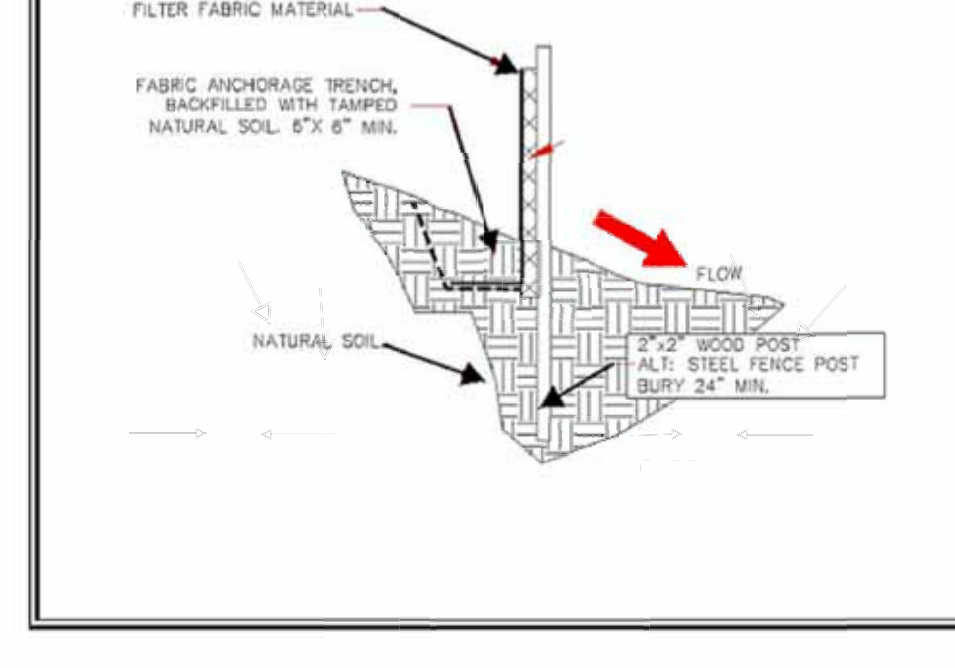 FILTER FABRIC MATERIAL
FABRIC ANCHORAGE TRENCH,
BACKFILLED WITH TAMPED
NATURAL SOIL. 6"X 6" MIN.
FLOW
NATURAL SOIL
2"x2" WOOD POST
ALT: STEEL FENCE POST
BURY 24" MIN.